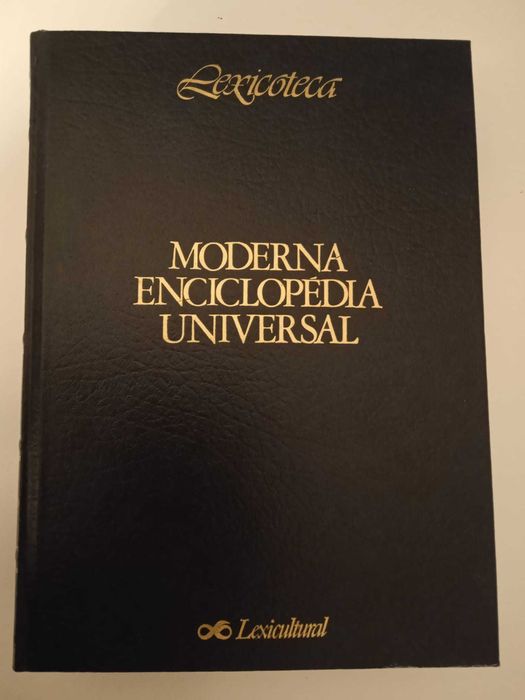 Lexicoteca
MODERNA
ENCICLOPÉDIA
UNIVERSAL
Lexicultural